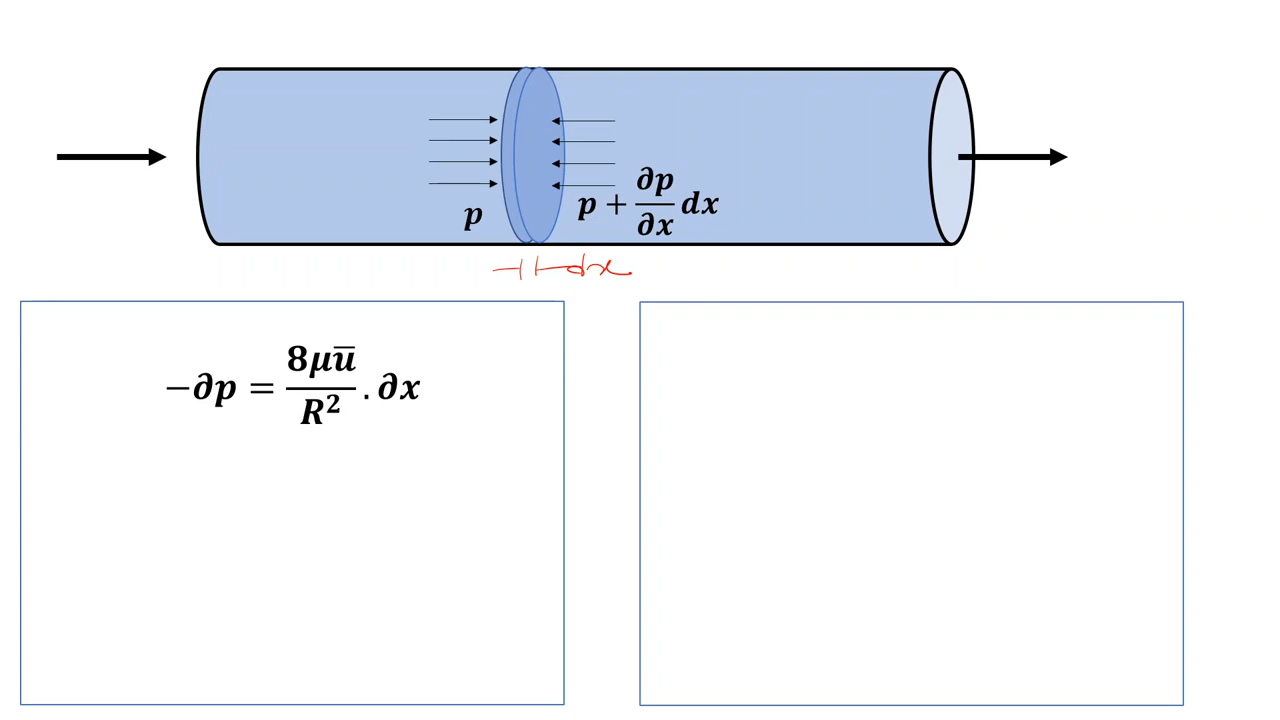 p
p + ∂p/∂x dx
dx
−∂p = 8μū/R² . ∂x